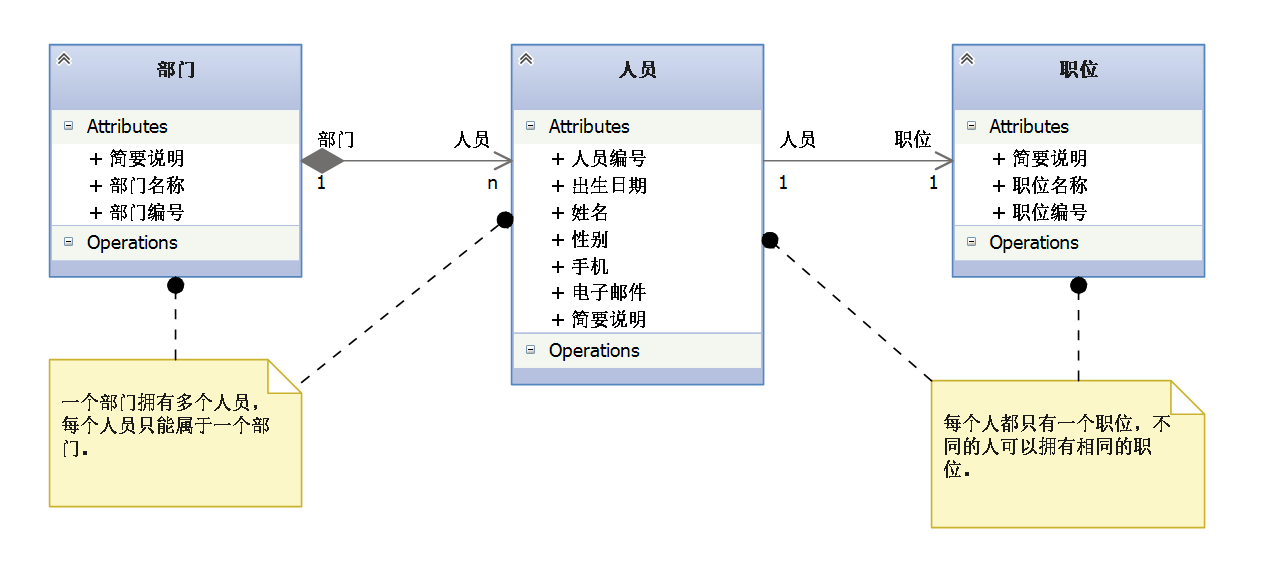 部门
Attributes
+ 简要说明
+ 部门名称
+ 部门编号
Operations
部门
人员
1
n
人员
Attributes
+ 人员编号
+ 出生日期
+ 姓名
+ 性别
+ 手机
+ 电子邮件
+ 简要说明
Operations
人员
职位
1
1
职位
Attributes
+ 简要说明
+ 职位名称
+ 职位编号
Operations
一个部门拥有多个人员，
每个人员只能属于一个部
门。
每个人都只有一个职位，不
同的人可以拥有相同的职
位。